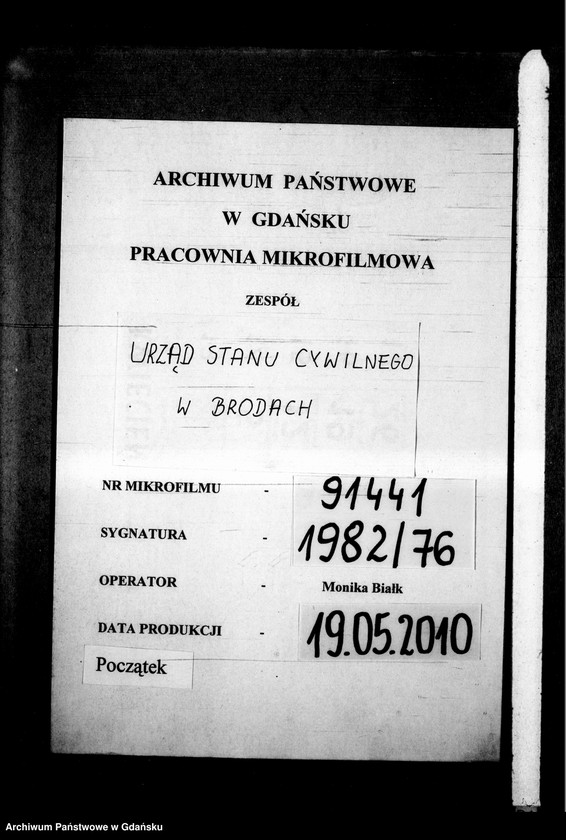 ARCHIWUM PAŃSTWOWE
W GDAŃSKU
PRACOWNIA MIKROFILMOWA
ZESPÓŁ
URZĄD STANU CYWILNEGO
W BRODACH
NR MIKROFILMU - 91441
SYGNATURA - 1982/76
OPERATOR - Monika Białk
DATA PRODUKCJI - 19.05.2010
Początek
Archiwum Państwowe w Gdańsku